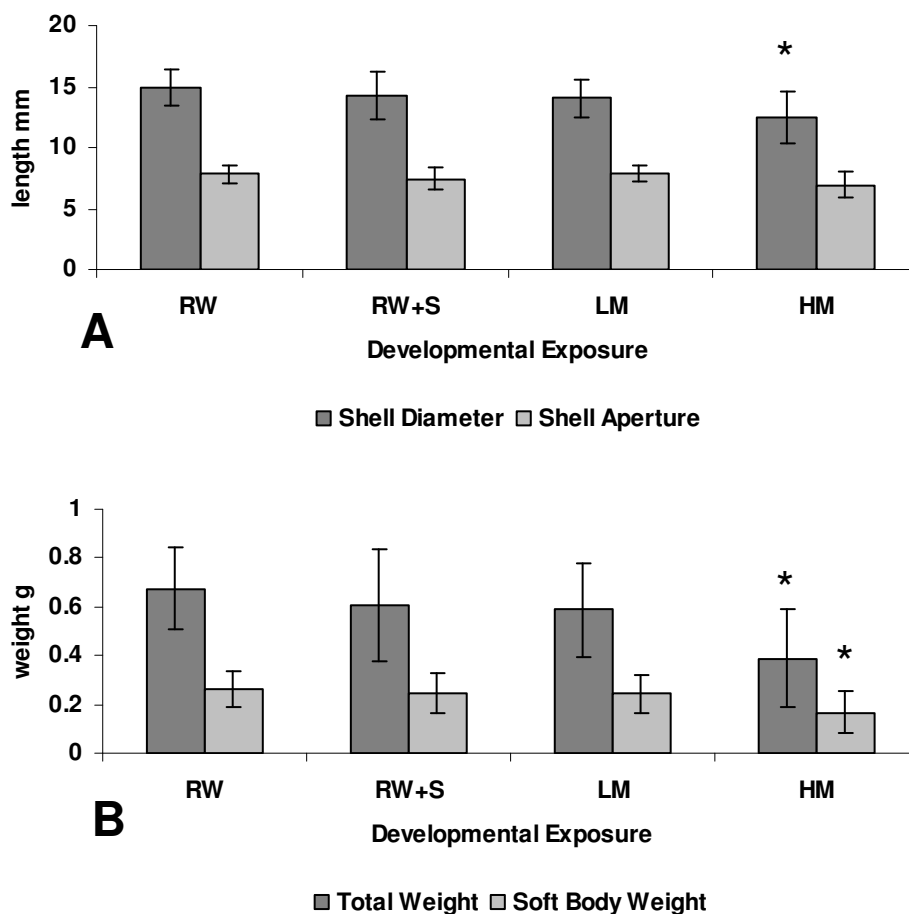 20
*
15
length mm
10
5
0
RW RW+S LM HM
A
Developmental Exposure
Shell Diameter Shell Aperture
1
0.8
*
weight g
0.6
*
0.4
0.2
0
RW RW+S LM HM
B
Developmental Exposure
Total Weight Soft Body Weight